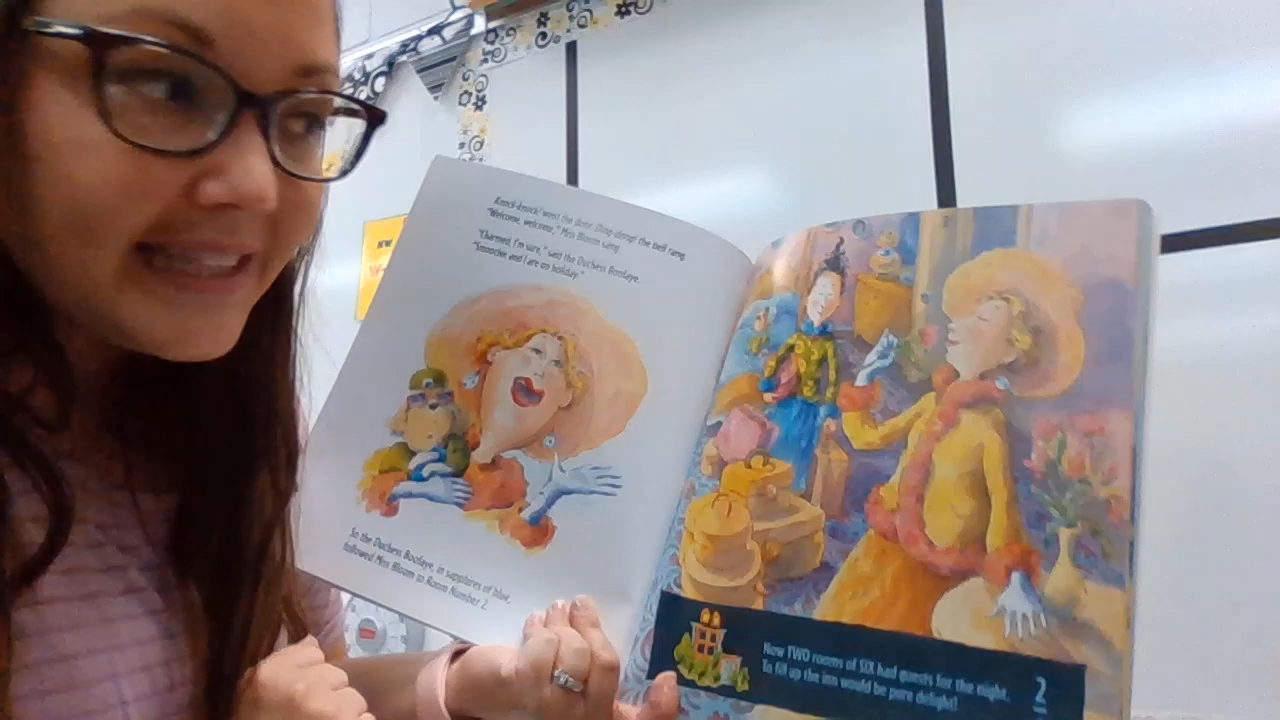 Knock-knock! went the door. Ding-dong! the bell rang.
"Welcome, welcome," Miss Bloom sang.
"Charmed, I'm sure," said the Duchess Boofaye.
"Smoochie and I are on holiday."
So the Duchess Boofaye, in sapphires of blue,
followed Miss Bloom to Room Number 2.
Now TWO rooms of SIX had guests for the night.
To fill up the inn would be pure delight!
2